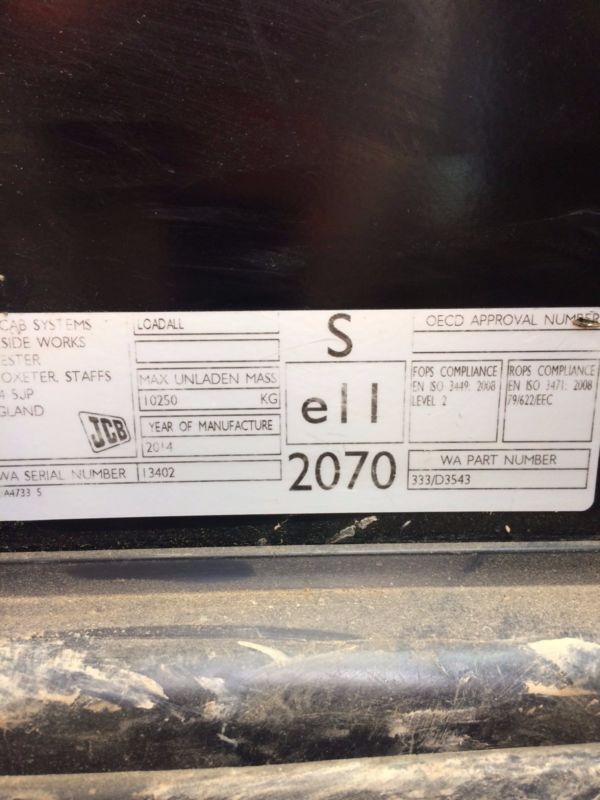 CAB SYSTEMS
SIDE WORKS
ESTER
OXETER, STAFFS
4 5JP
GLAND
JCB
WA SERIAL NUMBER
A4733 5
LOADALL
MAX UNLADEN MASS
10250 KG
YEAR OF MANUFACTURE
2014
13402
S
e11
2070
OECD APPROVAL NUMBER
FOPS COMPLIANCE
EN ISO 3449: 2008
LEVEL 2
ROPS COMPLIANCE
EN ISO 3471: 2008
79/622/EEC
WA PART NUMBER
333/D3543